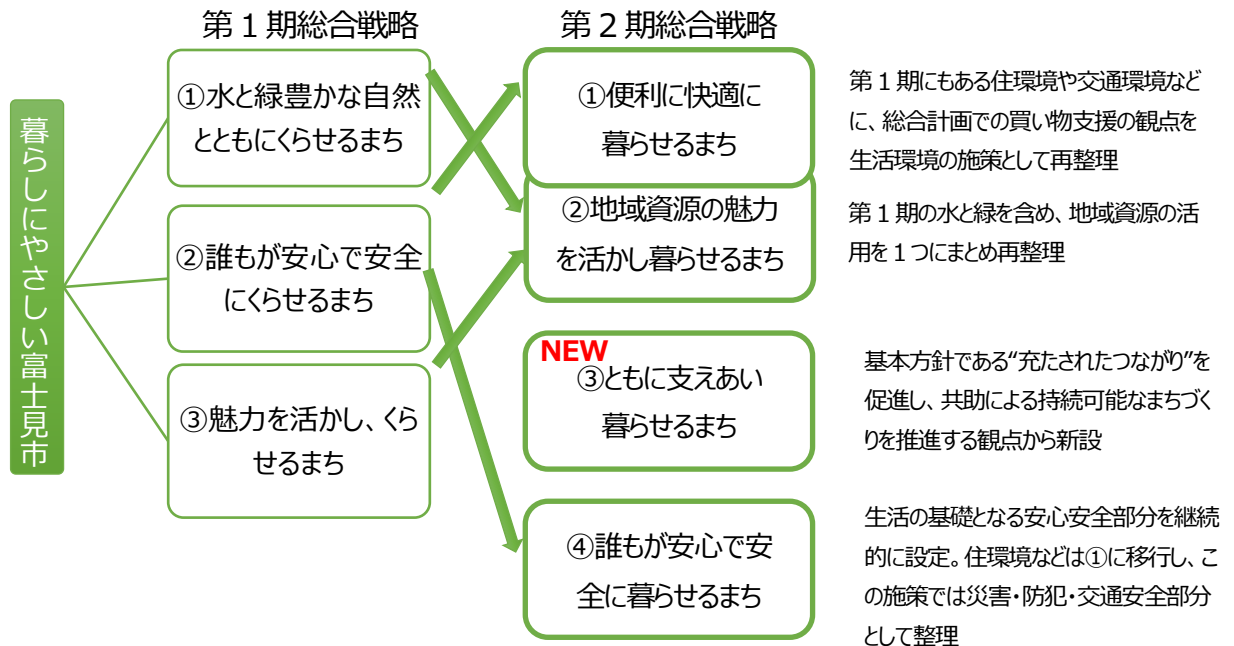 第１期総合戦略
第２期総合戦略
暮らしにやさしい富士見市
①水と緑豊かな自然
とともにくらせるまち
②誰もが安心で安全
にくらせるまち
③魅力を活かし、くら
せるまち
①便利に快適に
暮らせるまち
②地域資源の魅力
を活かし暮らせるまち
NEW
③ともに支えあい
暮らせるまち
④誰もが安心で安
全に暮らせるまち
第１期にもある住環境や交通環境など
に、総合計画での買い物支援の観点を
生活環境の施策として再整理
第１期の水と緑を含め、地域資源の活
用を１つにまとめ再整理
基本方針である“充たされたつながり”を
促進し、共助による持続可能なまちづく
りを推進する観点から新設
生活の基礎となる安心安全部分を継続
的に設定。住環境などは①に移行し、こ
の施策では災害・防犯・交通安全部分
として整理